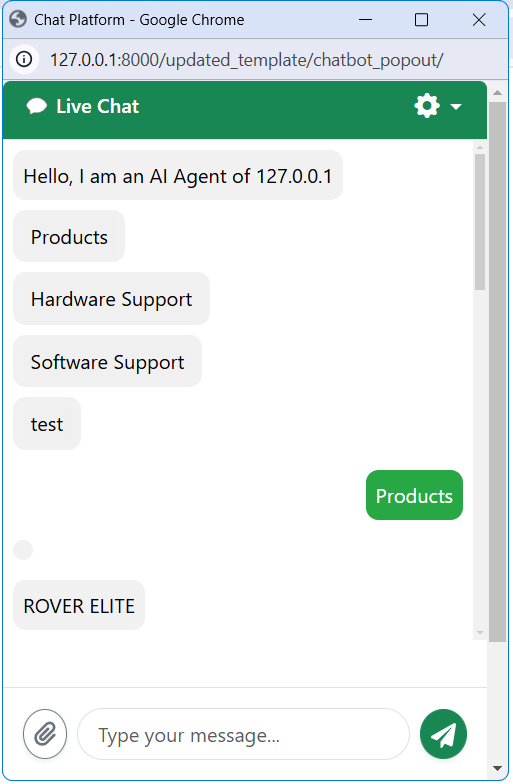 Chat Platform - Google Chrome
127.0.0.1:8000/updated_template/chatbot_popout/
Live Chat
Hello, I am an AI Agent of 127.0.0.1
Products
Hardware Support
Software Support
test
Products
ROVER ELITE
Type your message...